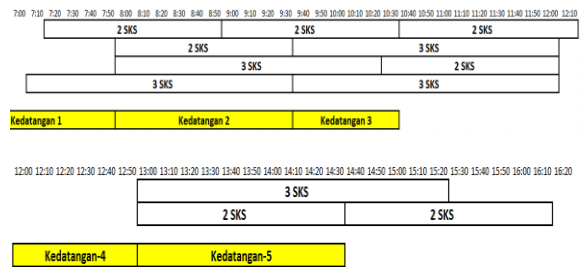 7:00 7:10 7:20 7:30 7:40 7:50 8:00 8:10 8:20 8:30 8:40 8:50 9:00 9:10 9:20 9:30 9:40 9:50 10:00 10:10 10:20 10:30 10:40 10:50 11:00 11:10 11:20 11:30 11:40 11:50 12:00 12:10
2 SKS 2 SKS 2 SKS
2 SKS 3 SKS
3 SKS 2 SKS
3 SKS 3 SKS
Kedatangan 1 Kedatangan 2 Kedatangan 3
12:00 12:10 12:20 12:30 12:40 12:50 13:00 13:10 13:20 13:30 13:40 13:50 14:00 14:10 14:20 14:30 14:40 14:50 15:00 15:10 15:20 15:30 15:40 15:50 16:00 16:10 16:20
3 SKS
2 SKS 2 SKS
Kedatangan-4 Kedatangan-5